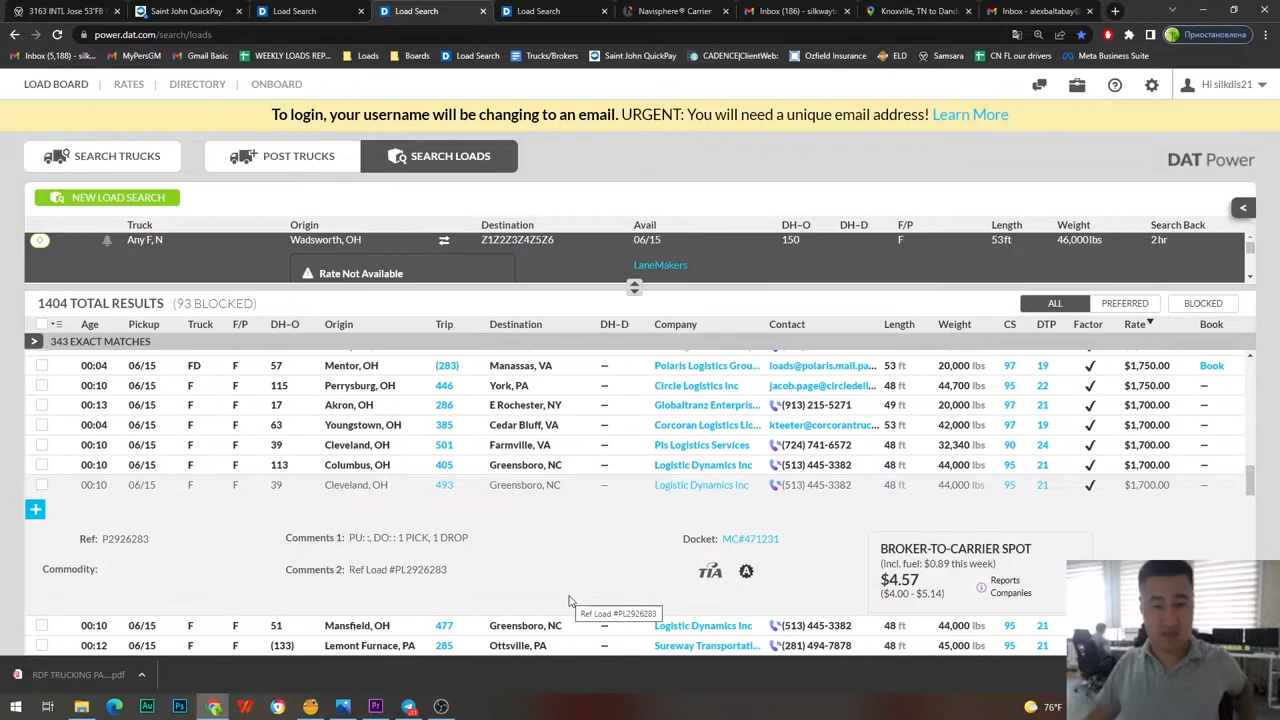 3163 INTL Jose 53"FB C
Saint John QuickPay
Load Search
Load Search
Load Search
Navisphere® Carrier
Inbox (186) - silkwayto
Knoxville, TN to Dand
Inbox - alexbaltabay@
power.dat.com/search/loads
Приостановлена
Inbox (5,188) - silk...
MyPersGM
Gmail Basic
WEEKLY LOADS REP...
Loads
Boards
Load Search
Trucks/Brokers
Saint John QuickPay
CADENCE|ClientWeb:
Ozfield Insurance
ELD
Samsara
CN FL owner drivers
Meta Business Suite
LOAD BOARD
RATES
DIRECTORY
ONBOARD
Hi silkdis21
To login, your username will be changing to an email. URGENT: You will need a unique email address! Learn More
SEARCH TRUCKS
POST TRUCKS
SEARCH LOADS
DAT Power
NEW LOAD SEARCH
Truck Origin Destination Avail DH–O DH–D F/P Length Weight Search Back
0 Any F, N Wadsworth, OH Z1Z2Z3Z4Z5Z6 06/15 150 F 53ft 46,000lbs 2hr
Rate Not Available
LaneMakers
1404 TOTAL RESULTS (93 BLOCKED)
ALL PREFERRED BLOCKED
Age Pickup Truck F/P DH–O Origin Trip Destination DH–D Company Contact Length Weight CS DTP Factor Rate Book
343 EXACT MATCHES
00:04 06/15 FD F 57 Mentor, OH (283) Manassas, VA – Polaris Logistics Grou... loads@polaris.mail.pa... 53 ft 20,000 lbs 97 19 ✓ $1,750.00 Book
00:10 06/15 F F 115 Perrysburg, OH 446 York, PA – Circle Logistics Inc jacob.page@circledeli... 53 ft 44,700 lbs 95 22 ✓ $1,750.00 –
00:13 06/15 F F 17 Akron, OH 286 E Rochester, NY – Globaltranz Enterpris... (913) 215-5271 49 ft 20,000 lbs 97 21 ✓ $1,700.00 –
00:04 06/15 F F 63 Youngstown, OH 385 Cedar Bluff, VA – Corcoran Logistics Llc... kteeter@corcorantruc... 53 ft 42,000 lbs 97 19 ✓ $1,700.00 –
00:10 06/15 F F 39 Cleveland, OH 501 Farmville, VA – Pls Logistics Services (724) 741-6572 48 ft 32,340 lbs 90 24 ✓ $1,700.00 –
00:10 06/15 F F 113 Columbus, OH 405 Greensboro, NC – Logistic Dynamics Inc (513) 445-3382 48 ft 44,000 lbs 95 21 ✓ $1,700.00 –
00:10 06/15 F F 39 Cleveland, OH 493 Greensboro, NC – Logistic Dynamics Inc (513) 445-3382 48 ft 44,000 lbs 95 21 ✓ $1,700.00 –
Ref: P2926283
Comments 1: PU: :, DO: : 1 PICK, 1 DROP
Docket: MC#471231
Commodity:
Comments 2: Ref Load #PL2926283
TIA
A
BROKER-TO-CARRIER SPOT
(incl. fuel: $0.89 this week)
$4.57
($4.00 - $5.14)
Reports
Companies
Ref Load #PL2926283
00:10 06/15 F F 51 Mansfield, OH 477 Greensboro, NC – Logistic Dynamics Inc (513) 445-3382 48 ft 44,000 lbs 95 21
00:12 06/15 F F (133) Lemont Furnace, PA 285 Ottsville, PA – Sureway Transportati... (281) 494-7878 48 ft 45,000 lbs 95 21
RDF TRUCKING PA....pdf
76°F